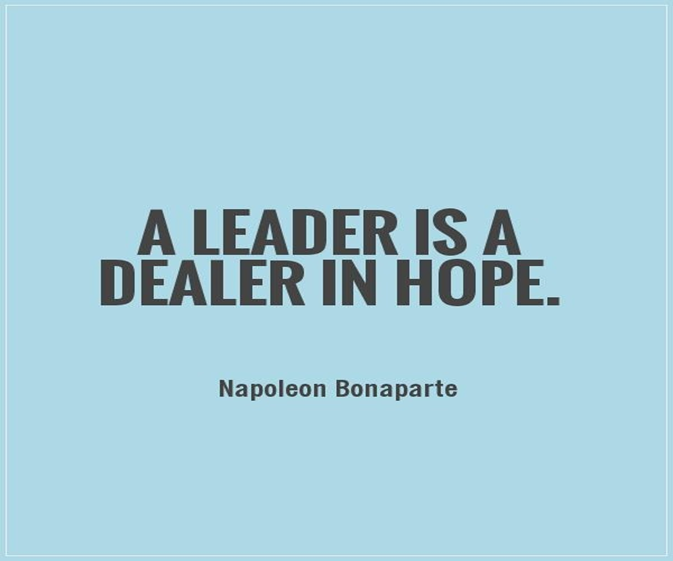 A LEADER IS A
DEALER IN HOPE.
Napoleon Bonaparte